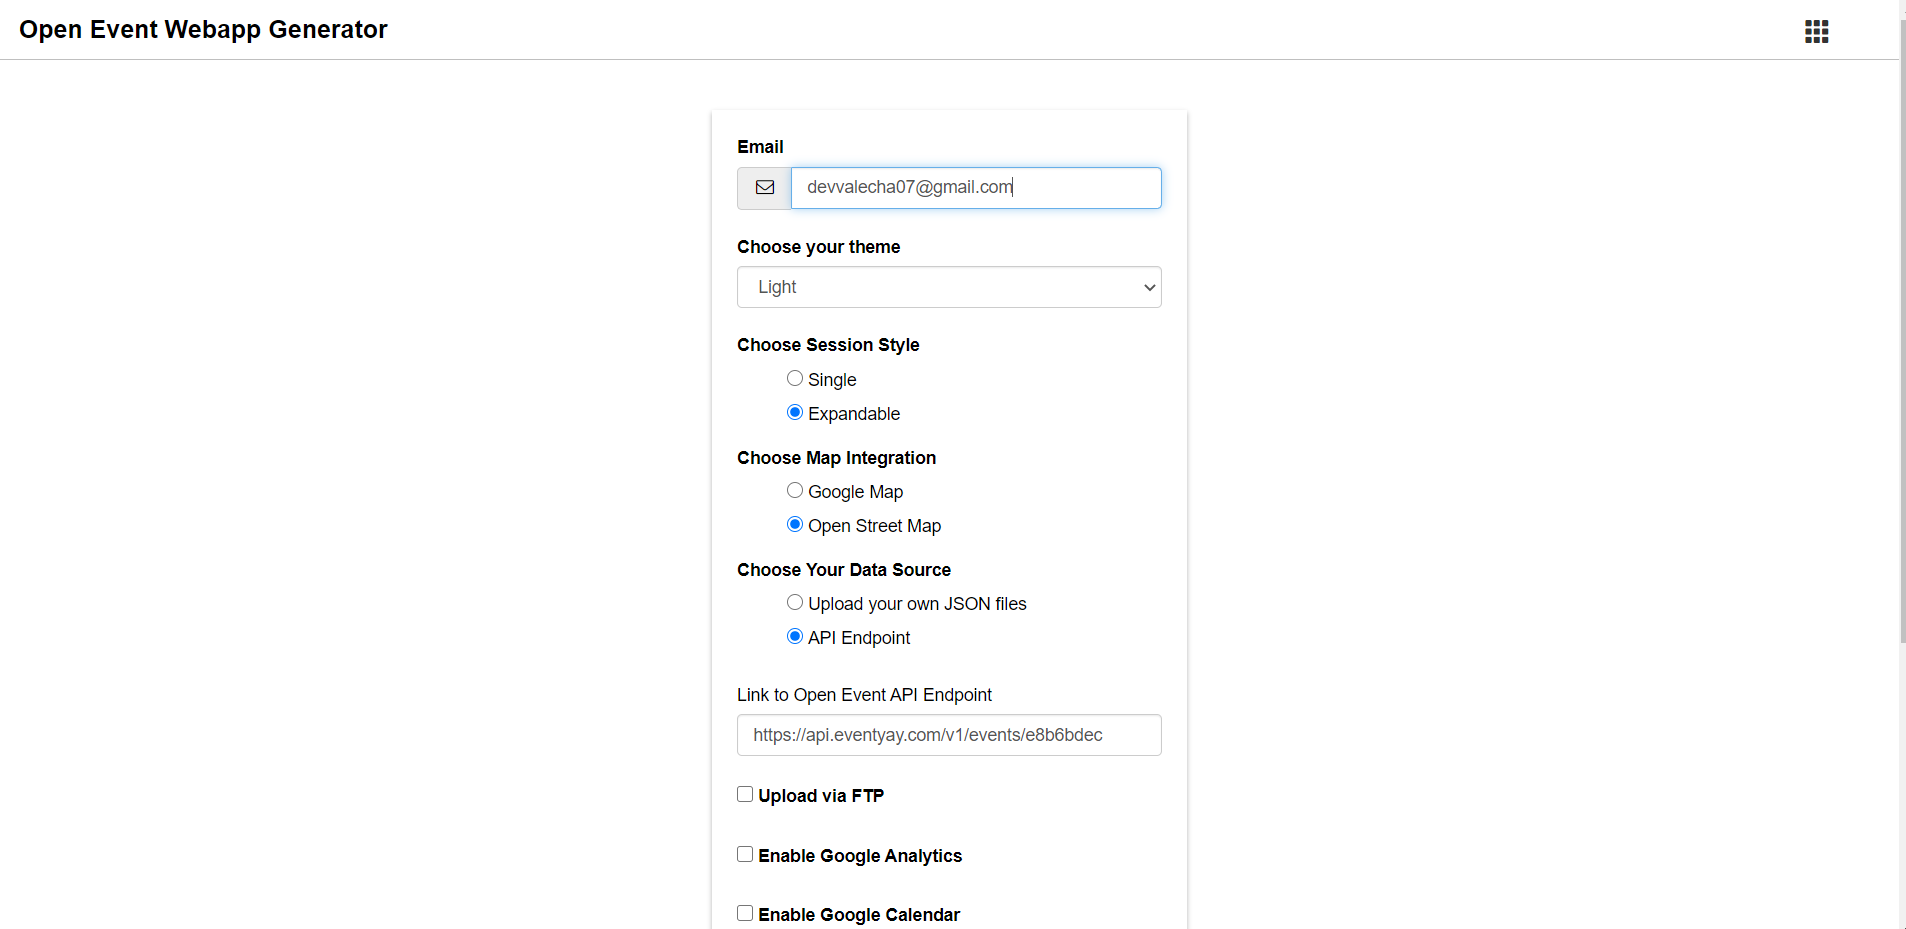 Open Event Webapp Generator
Email
devvalecha07@gmail.com
Choose your theme
Light
Choose Session Style
Single
Expandable
Choose Map Integration
Google Map
Open Street Map
Choose Your Data Source
Upload your own JSON files
API Endpoint
Link to Open Event API Endpoint
https://api.eventyay.com/v1/events/e8b6bdec
Upload via FTP
Enable Google Analytics
Enable Google Calendar